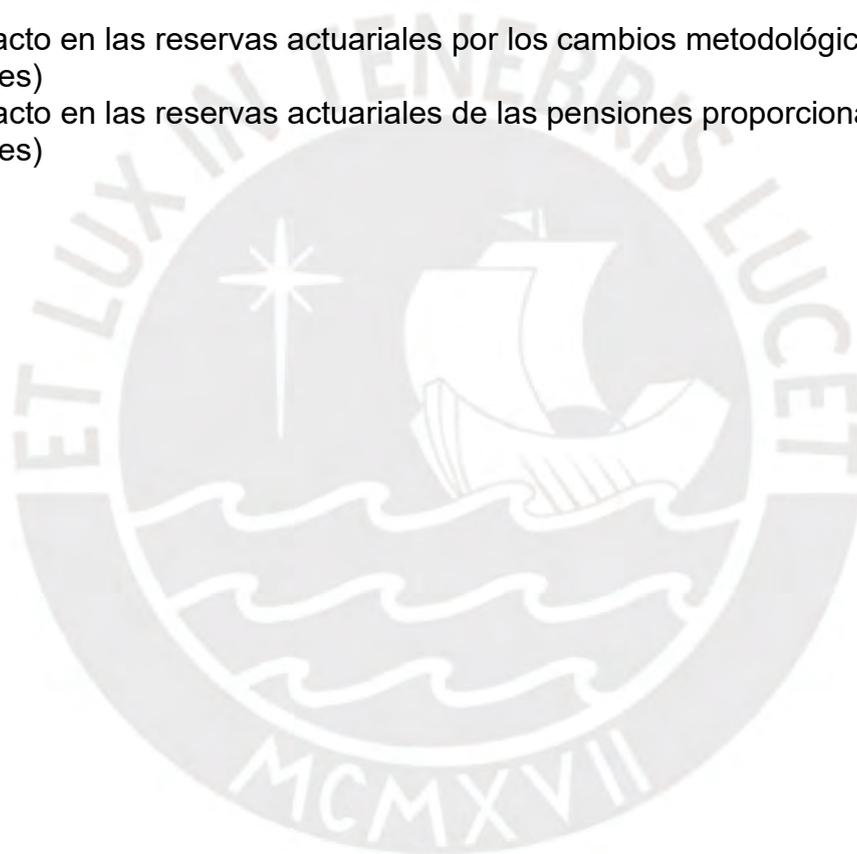 acto en las reservas actuariales por los cambios metodológic
es)
acto en las reservas actuariales de las pensiones proporciona
es)
ET LUX IN TENEBRIS LUCET
MCMXVII